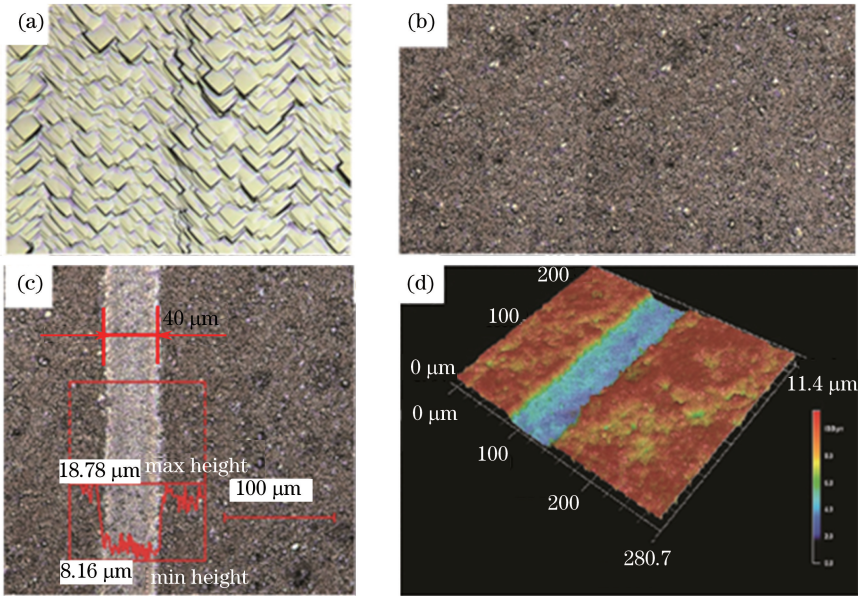 (a)
(b)
(c)
40 μm
18.78 μm
max height
100 μm
8.16 μm
min height
(d)
200
100
0 μm
0 μm
100
200
280.7
11.4 μm